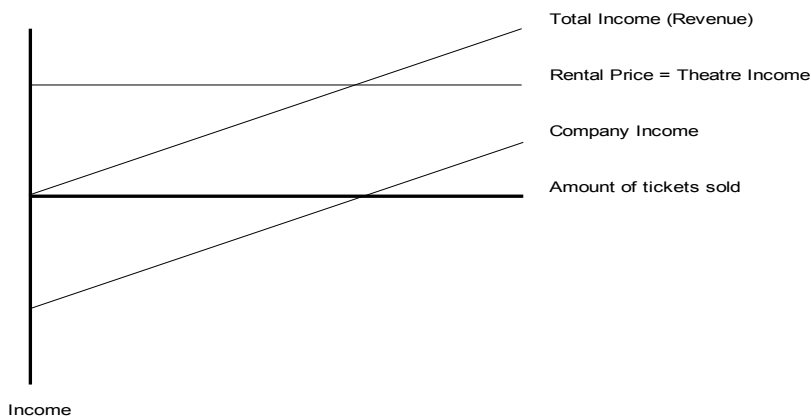 Total Income (Revenue)
Rental Price = Theatre Income
Company Income
Amount of tickets sold
Income